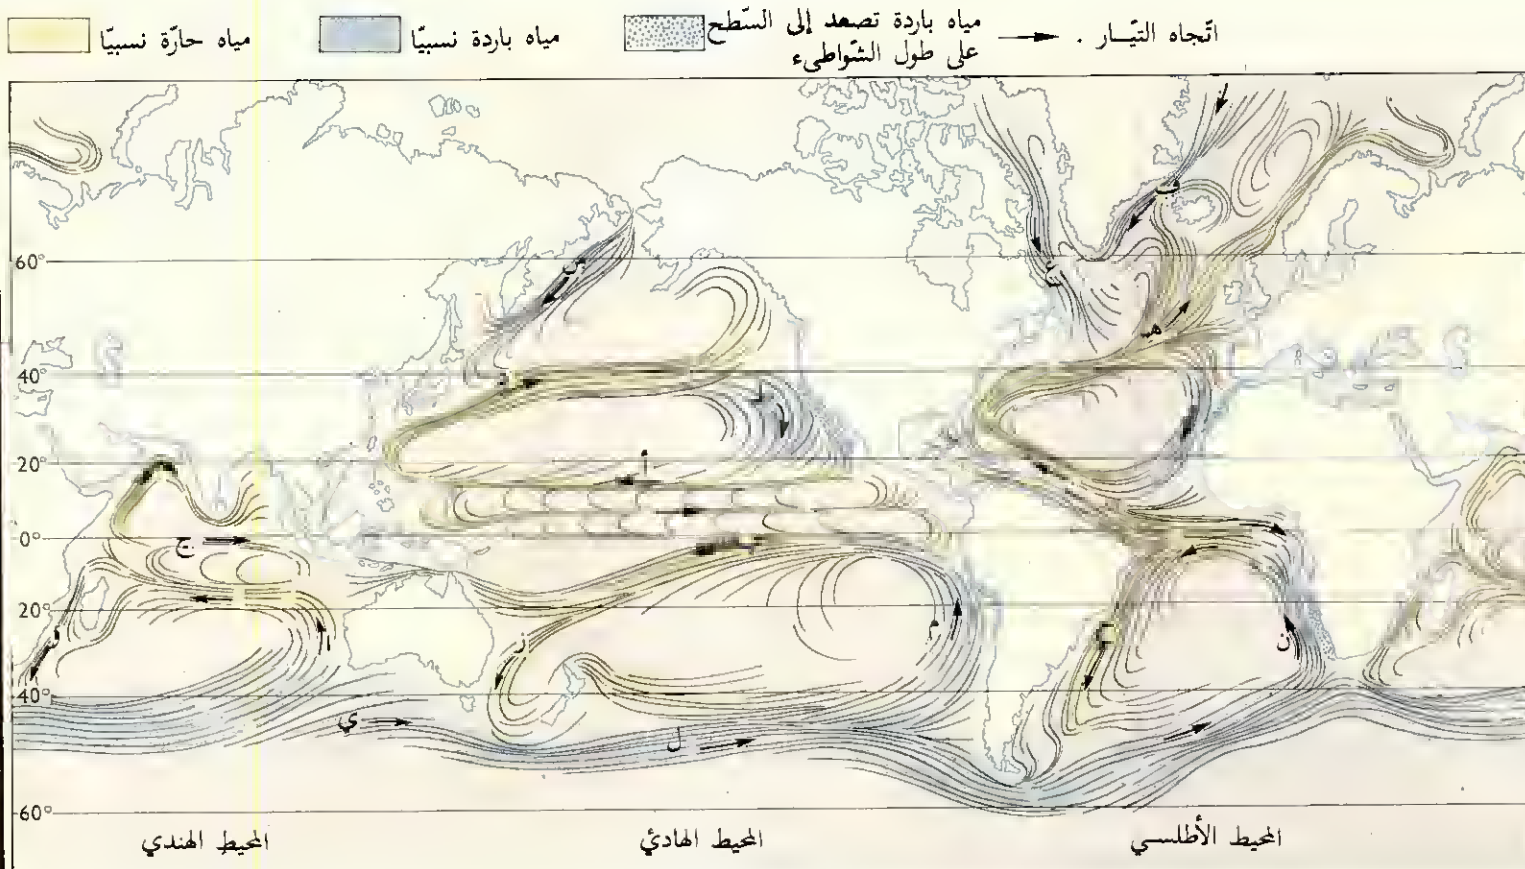 اتّجاه التيّار .
مياه باردة تصعد إلى السّطح
على طول الشّواطىء
مياه باردة نسبيّا
مياه حارّة نسبيّا
ف
ع
60°
هـ
40°
ط
20°
أ
0°
ج
20°
و
ز
م
ن
40°
ي
ل
60°
المحيط الهندي
المحيط الهادئ
المحيط الأطلسي